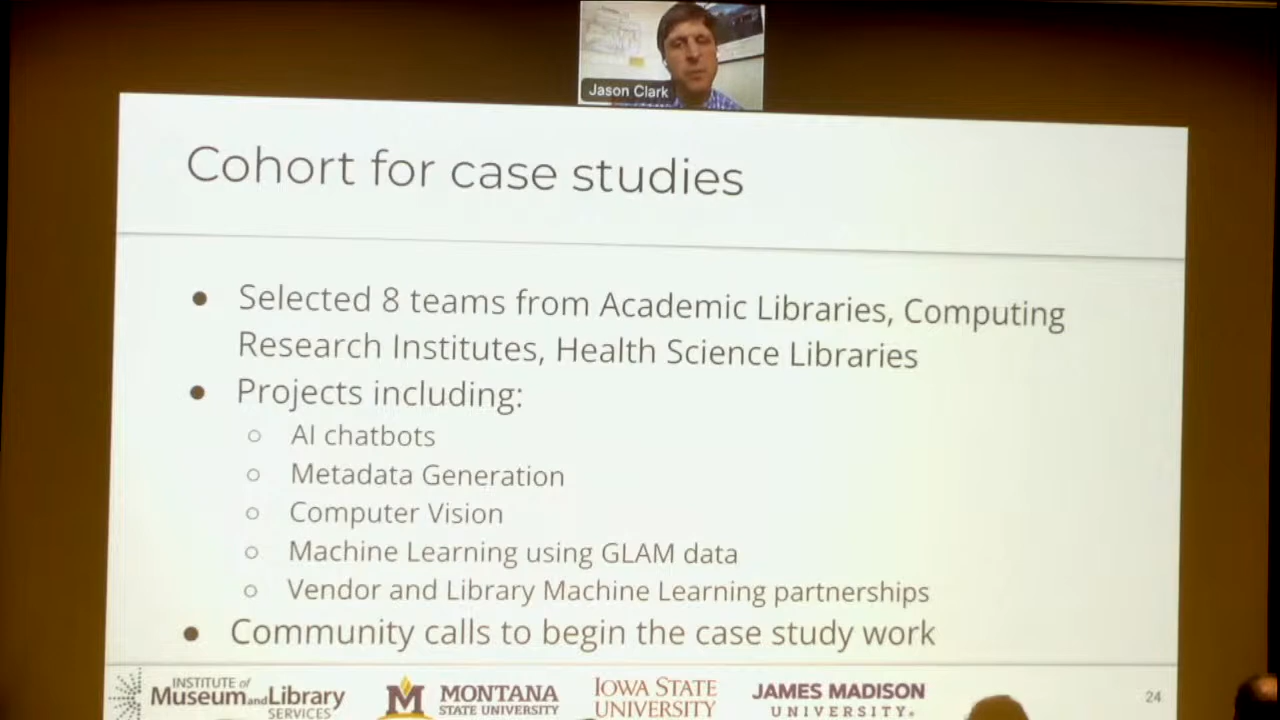 Jason Clark
Cohort for case studies
● Selected 8 teams from Academic Libraries, Computing
Research Institutes, Health Science Libraries
● Projects including:
○ AI chatbots
○ Metadata Generation
○ Computer Vision
○ Machine Learning using GLAM data
○ Vendor and Library Machine Learning partnerships
● Community calls to begin the case study work
INSTITUTE of
Museum and Library
SERVICES
M
MONTANA
STATE UNIVERSITY
IOWA STATE
UNIVERSITY
JAMES MADISON
UNIVERSITY.
24